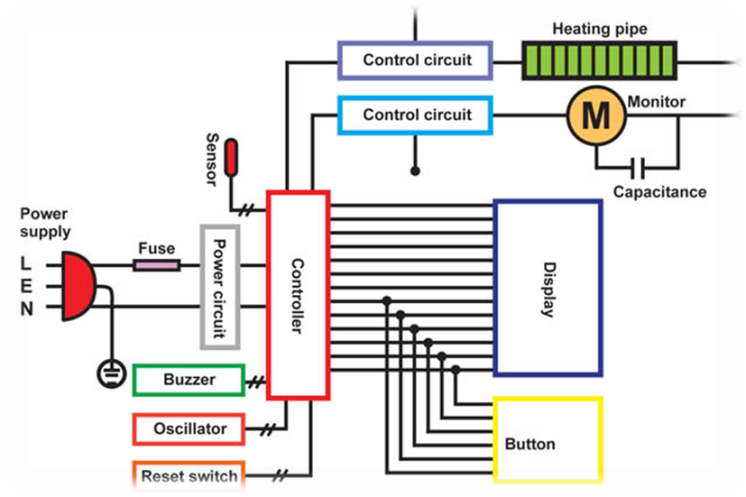 Heating pipe
Control circuit
Control circuit
M
Monitor
Capacitance
Sensor
Power
supply
L
E
N
Fuse
Power circuit
Controller
Display
Buzzer
Oscillator
Reset switch
Button